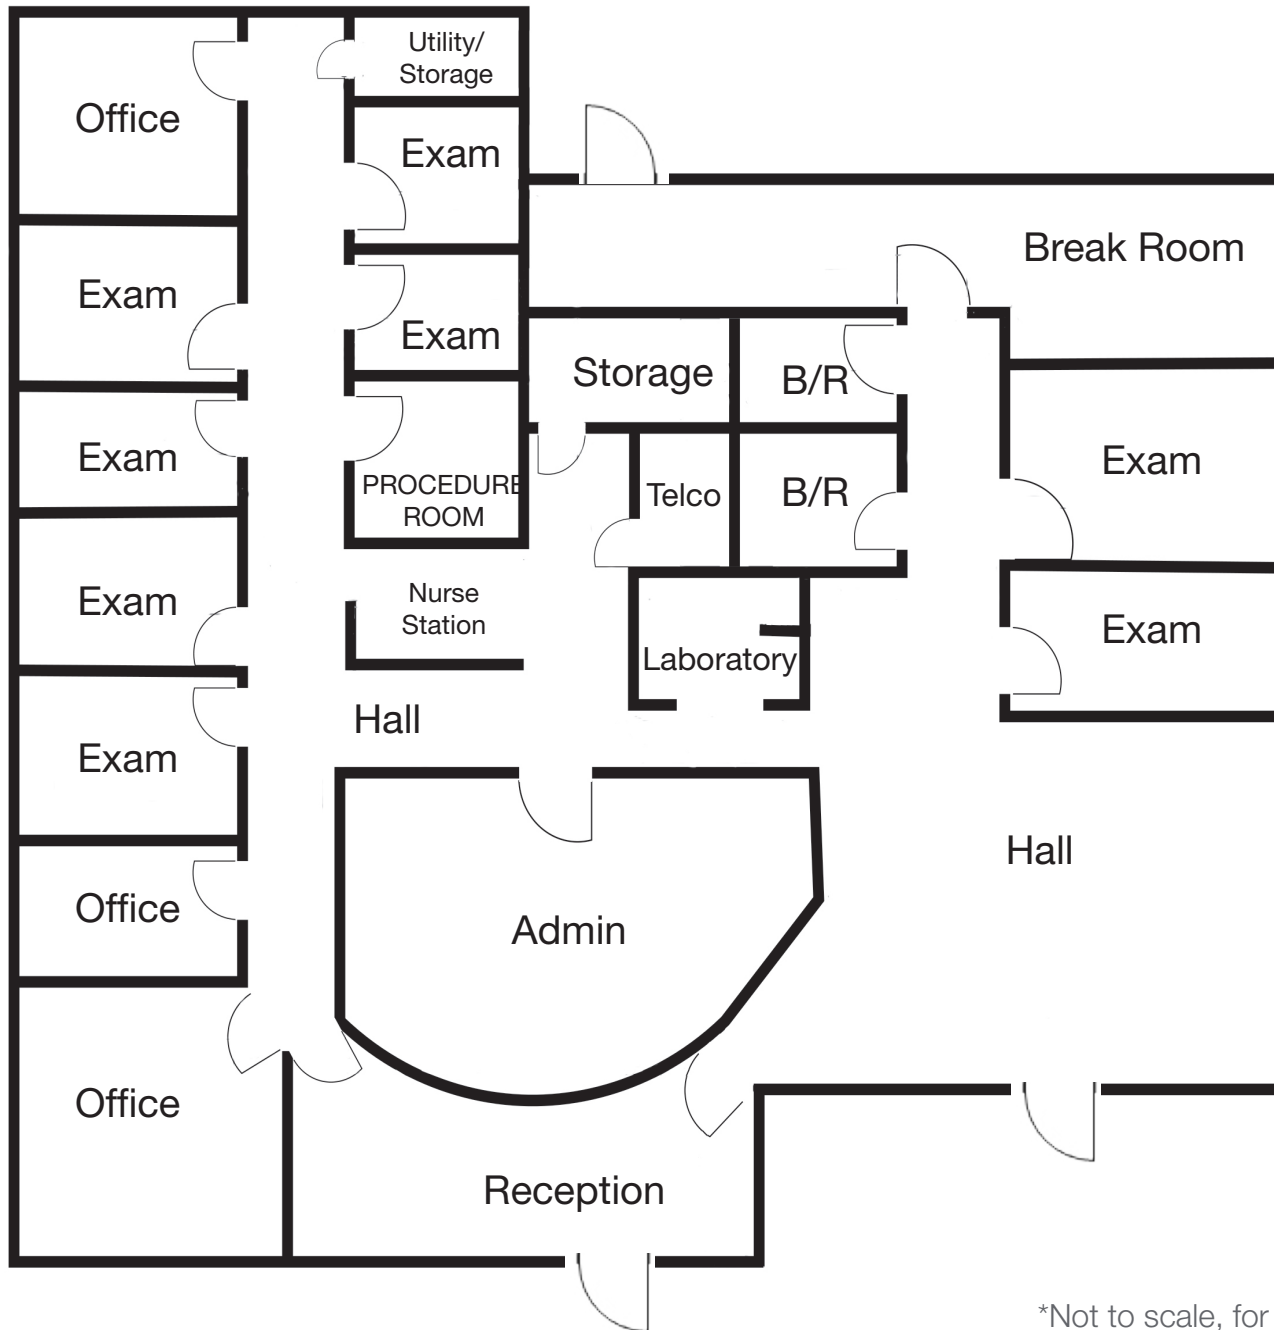 Utility/
Storage
Office
Exam
Break Room
Exam
Exam
Storage
B/R
Exam
Exam
PROCEDURE
ROOM
Telco
B/R
Exam
Nurse
Station
Exam
Laboratory
Hall
Exam
Hall
Office
Admin
Office
Reception
*Not to scale, for